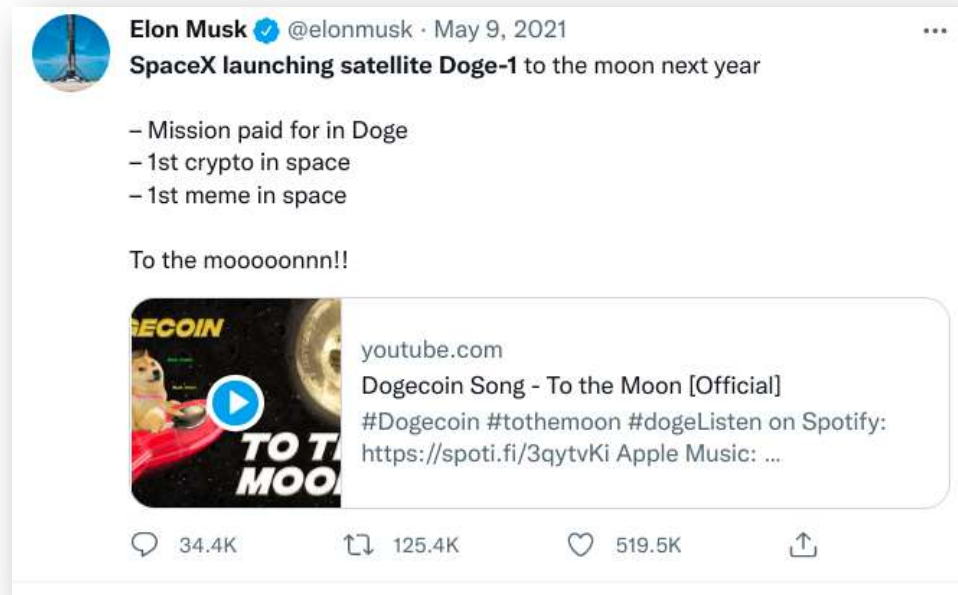 Elon Musk @elonmusk · May 9, 2021
SpaceX launching satellite Doge-1 to the moon next year
– Mission paid for in Doge
– 1st crypto in space
– 1st meme in space
To the mooooonnn!!
GECOIN
TO T
MOO
youtube.com
Dogecoin Song - To the Moon [Official]
#Dogecoin #tothemoon #dogeListen on Spotify:
https://spoti.fi/3qytvKi Apple Music: ...
34.4K 125.4K 519.5K